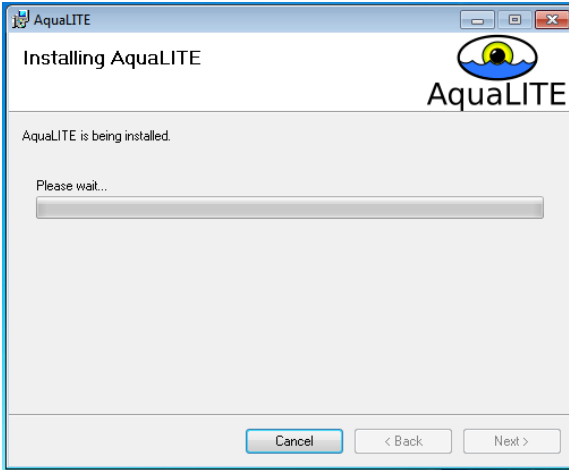 AquaLITE
Installing AquaLITE
AquaLITE
AquaLITE is being installed.
Please wait...
Cancel
< Back
Next >